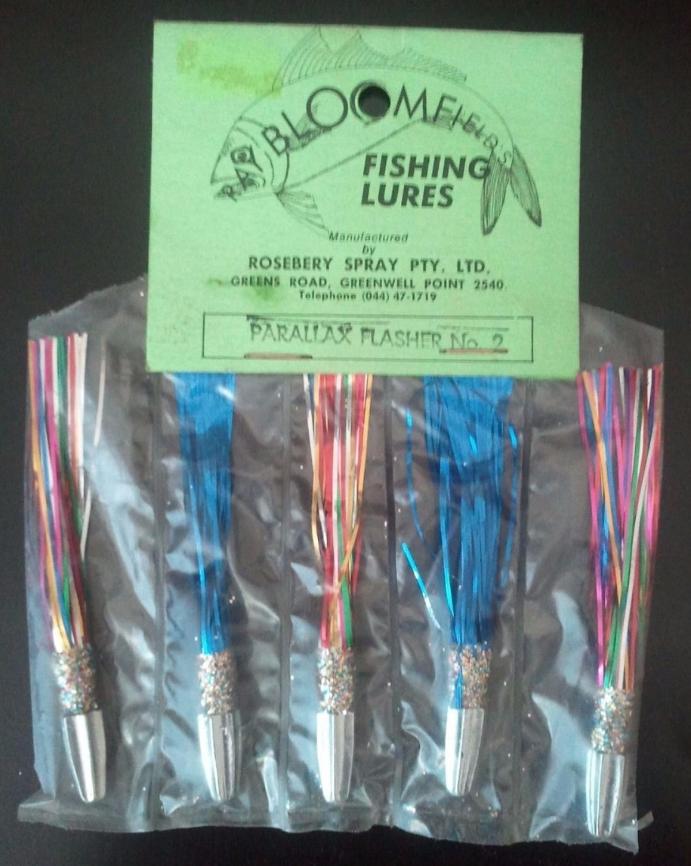 RAY BLOOMFIELDS
FISHING
LURES
Manufactured
by
ROSEBERY SPRAY PTY. LTD.
GREENS ROAD, GREENWELL POINT 2540.
Telephone (044) 47-1719
PARALLAX FLASHER No. 2